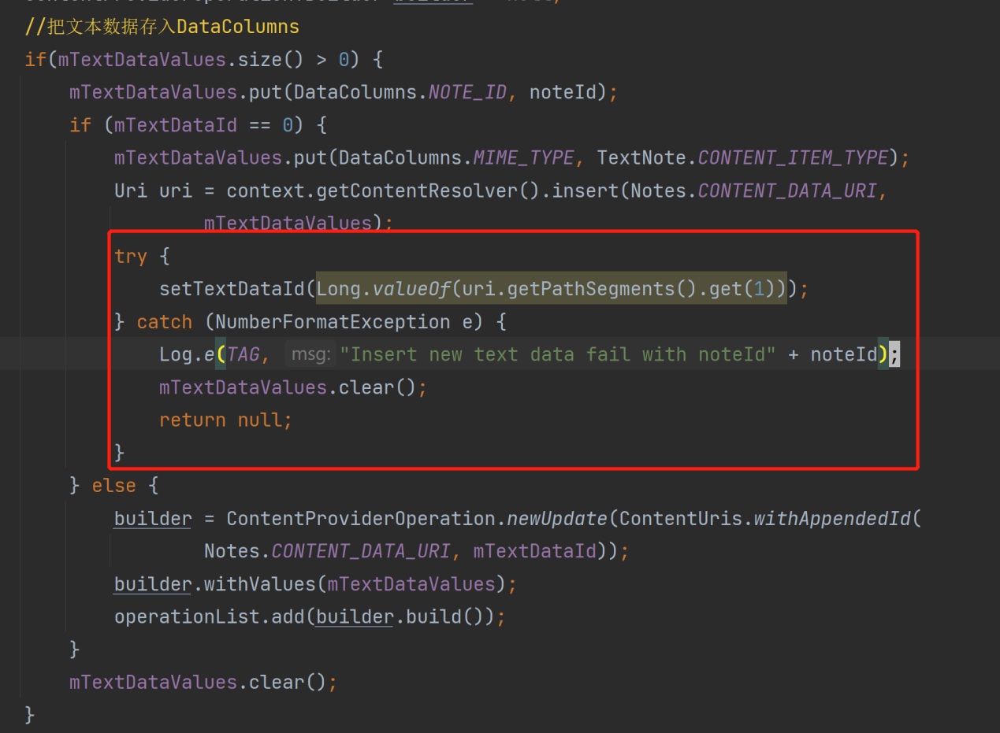 //把文本数据存入DataColumns
if(mTextDataValues.size() > 0) {
mTextDataValues.put(DataColumns.NOTE_ID, noteId);
if (mTextDataId == 0) {
mTextDataValues.put(DataColumns.MIME_TYPE, TextNote.CONTENT_ITEM_TYPE);
Uri uri = context.getContentResolver().insert(Notes.CONTENT_DATA_URI,
mTextDataValues);
try {
setTextDataId(Long.valueOf(uri.getPathSegments().get(1)));
} catch (NumberFormatException e) {
Log.e(TAG, msg: "Insert new text data fail with noteId" + noteId);
mTextDataValues.clear();
return null;
}
} else {
builder = ContentProviderOperation.newUpdate(ContentUris.withAppendedId(
Notes.CONTENT_DATA_URI, mTextDataId));
builder.withValues(mTextDataValues);
operationList.add(builder.build());
}
mTextDataValues.clear();
}